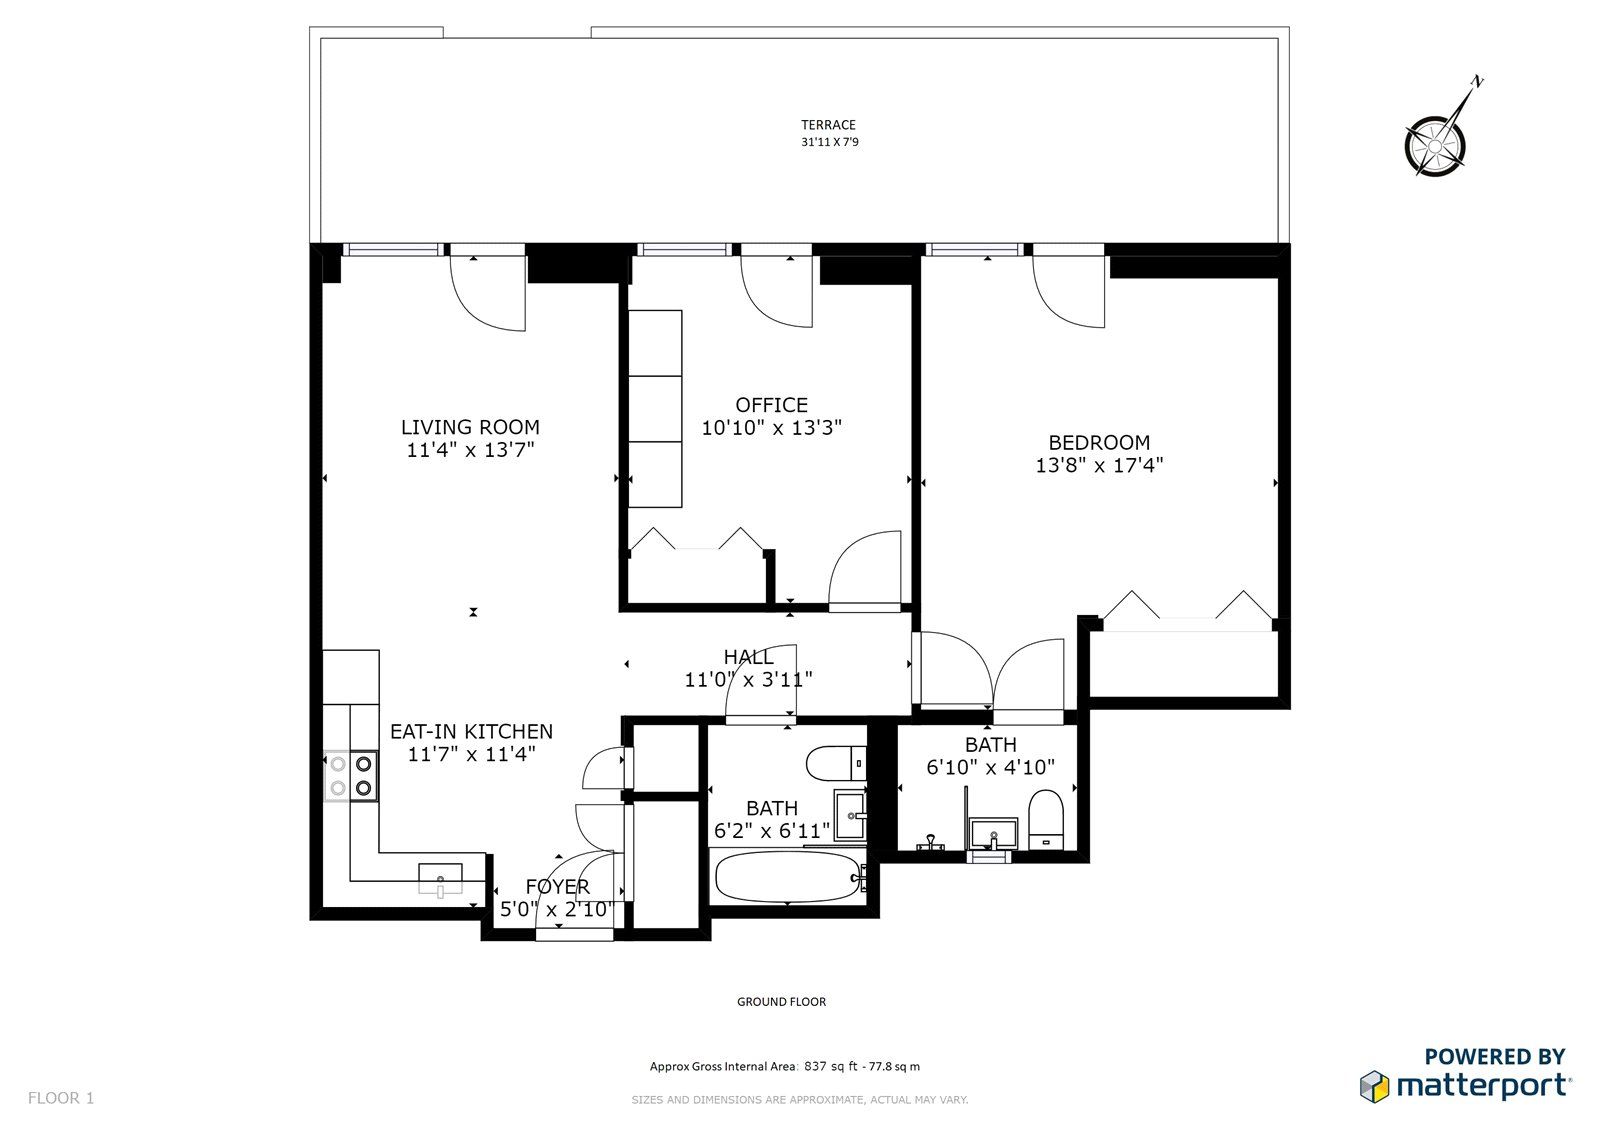 N
TERRACE
31'11 X 7'9
LIVING ROOM
11'4" x 13'7"
OFFICE
10'10" x 13'3"
BEDROOM
13'8" x 17'4"
HALL
11'0" x 3'11"
EAT-IN KITCHEN
11'7" x 11'4"
BATH
6'10" x 4'10"
BATH
6'2" x 6'11"
FOYER
5'0" x 2'10"
GROUND FLOOR
Approx Gross Internal Area: 837 sq ft - 77.8 sq m
SIZES AND DIMENSIONS ARE APPROXIMATE, ACTUAL MAY VARY.
FLOOR 1
POWERED BY
matterport®